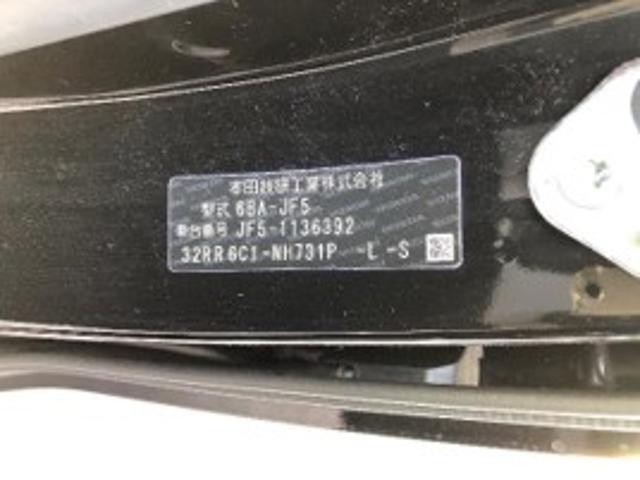 本田技研工業株式会社
型式 6BA-JF5
車台番号 JF5-1136392
32RR6CI-NH731P -L -S